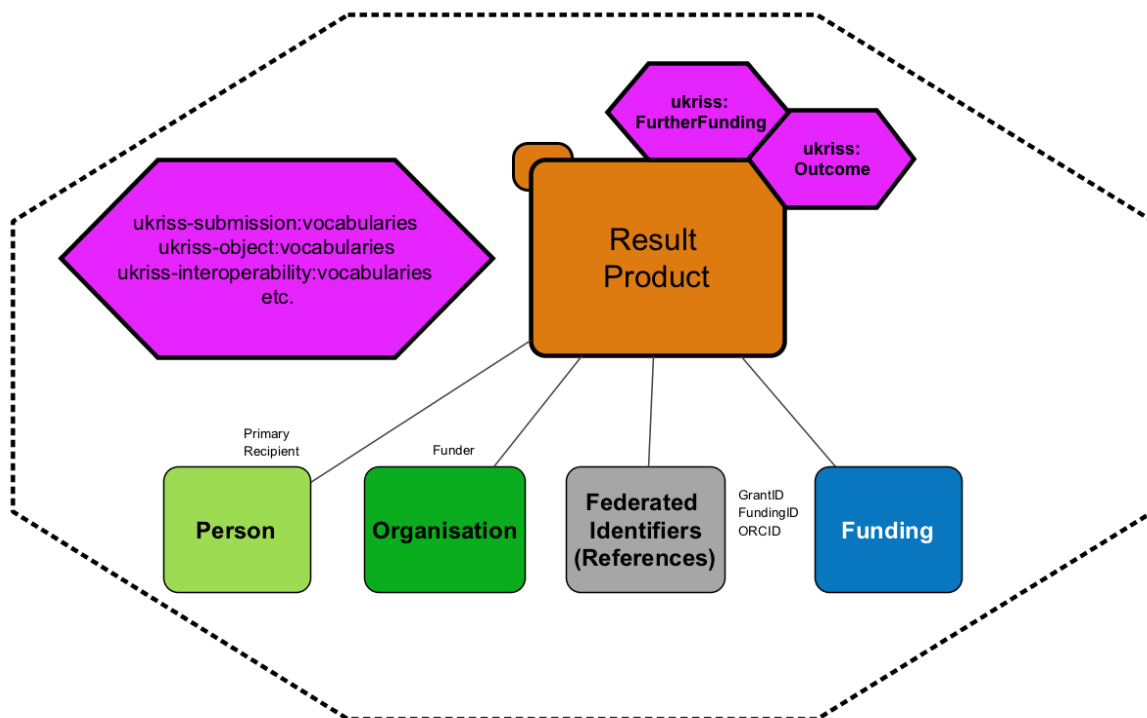 ukriss:
FurtherFunding
ukriss:
Outcome
ukriss-submission:vocabularies
ukriss-object:vocabularies
ukriss-interoperability:vocabularies
etc.
Result
Product
Primary
Recipient
Funder
Person
Organisation
Federated
Identifiers
(References)
GrantID
FundingID
ORCID
Funding